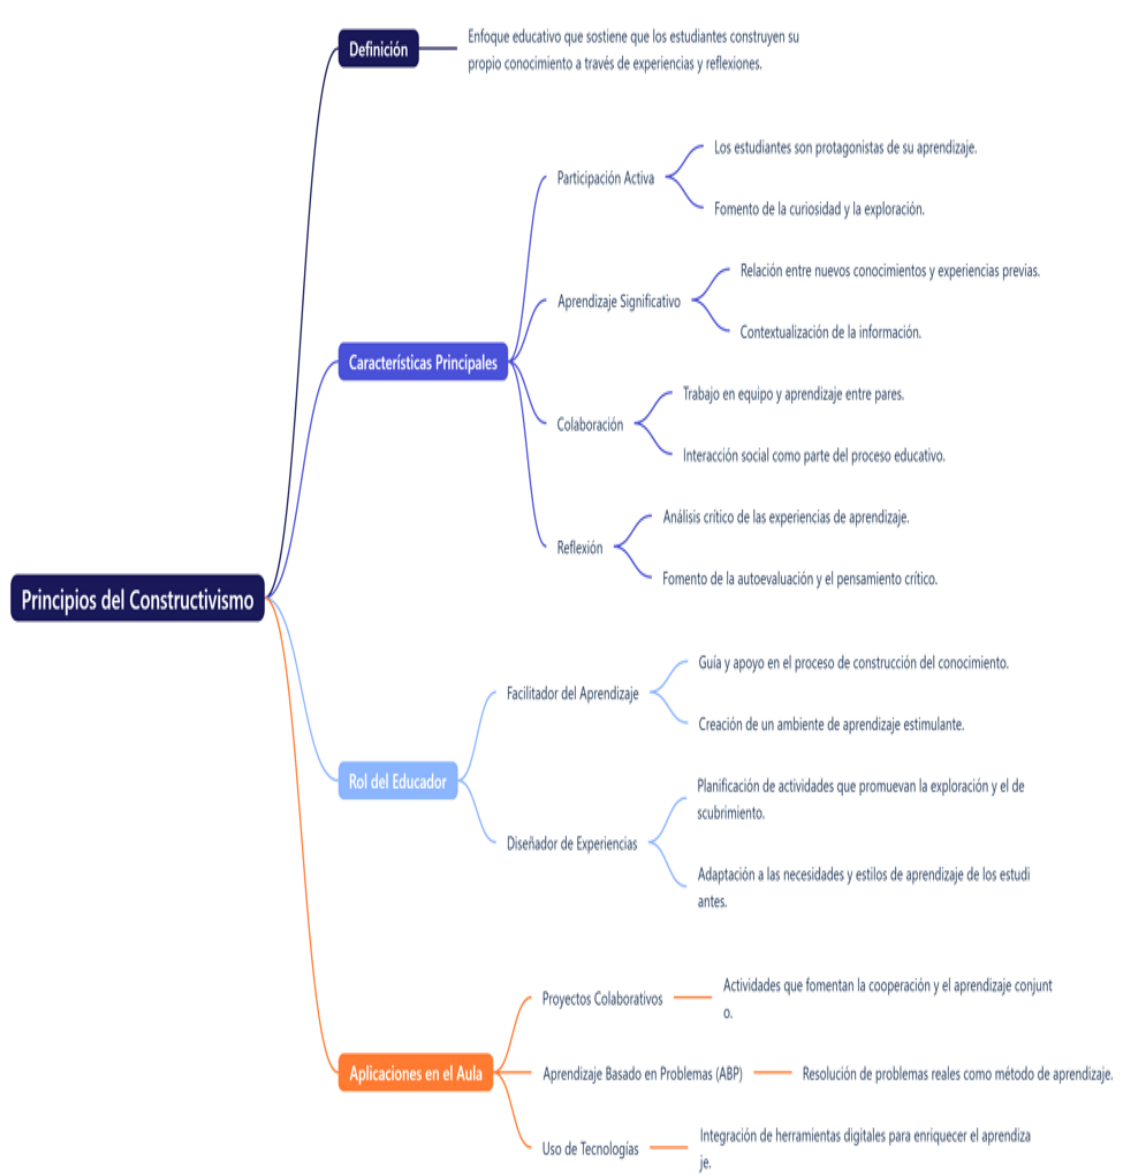 Definición
Enfoque educativo que sostiene que los estudiantes construyen su
propio conocimiento a través de experiencias y reflexiones.
Los estudiantes son protagonistas de su aprendizaje.
Participación Activa
Fomento de la curiosidad y la exploración.
Relación entre nuevos conocimientos y experiencias previas.
Aprendizaje Significativo
Contextualización de la información.
Características Principales
Trabajo en equipo y aprendizaje entre pares.
Colaboración
Interacción social como parte del proceso educativo.
Análisis crítico de las experiencias de aprendizaje.
Reflexión
Fomento de la autoevaluación y el pensamiento crítico.
Principios del Constructivismo
Guía y apoyo en el proceso de construcción del conocimiento.
Facilitador del Aprendizaje
Creación de un ambiente de aprendizaje estimulante.
Rol del Educador
Planificación de actividades que promuevan la exploración y el de
scubrimiento.
Diseñador de Experiencias
Adaptación a las necesidades y estilos de aprendizaje de los estudi
antes.
Proyectos Colaborativos
Actividades que fomentan la cooperación y el aprendizaje conjunt
o.
Aplicaciones en el Aula
Aprendizaje Basado en Problemas (ABP)
Resolución de problemas reales como método de aprendizaje.
Uso de Tecnologías
Integración de herramientas digitales para enriquecer el aprendiza
je.